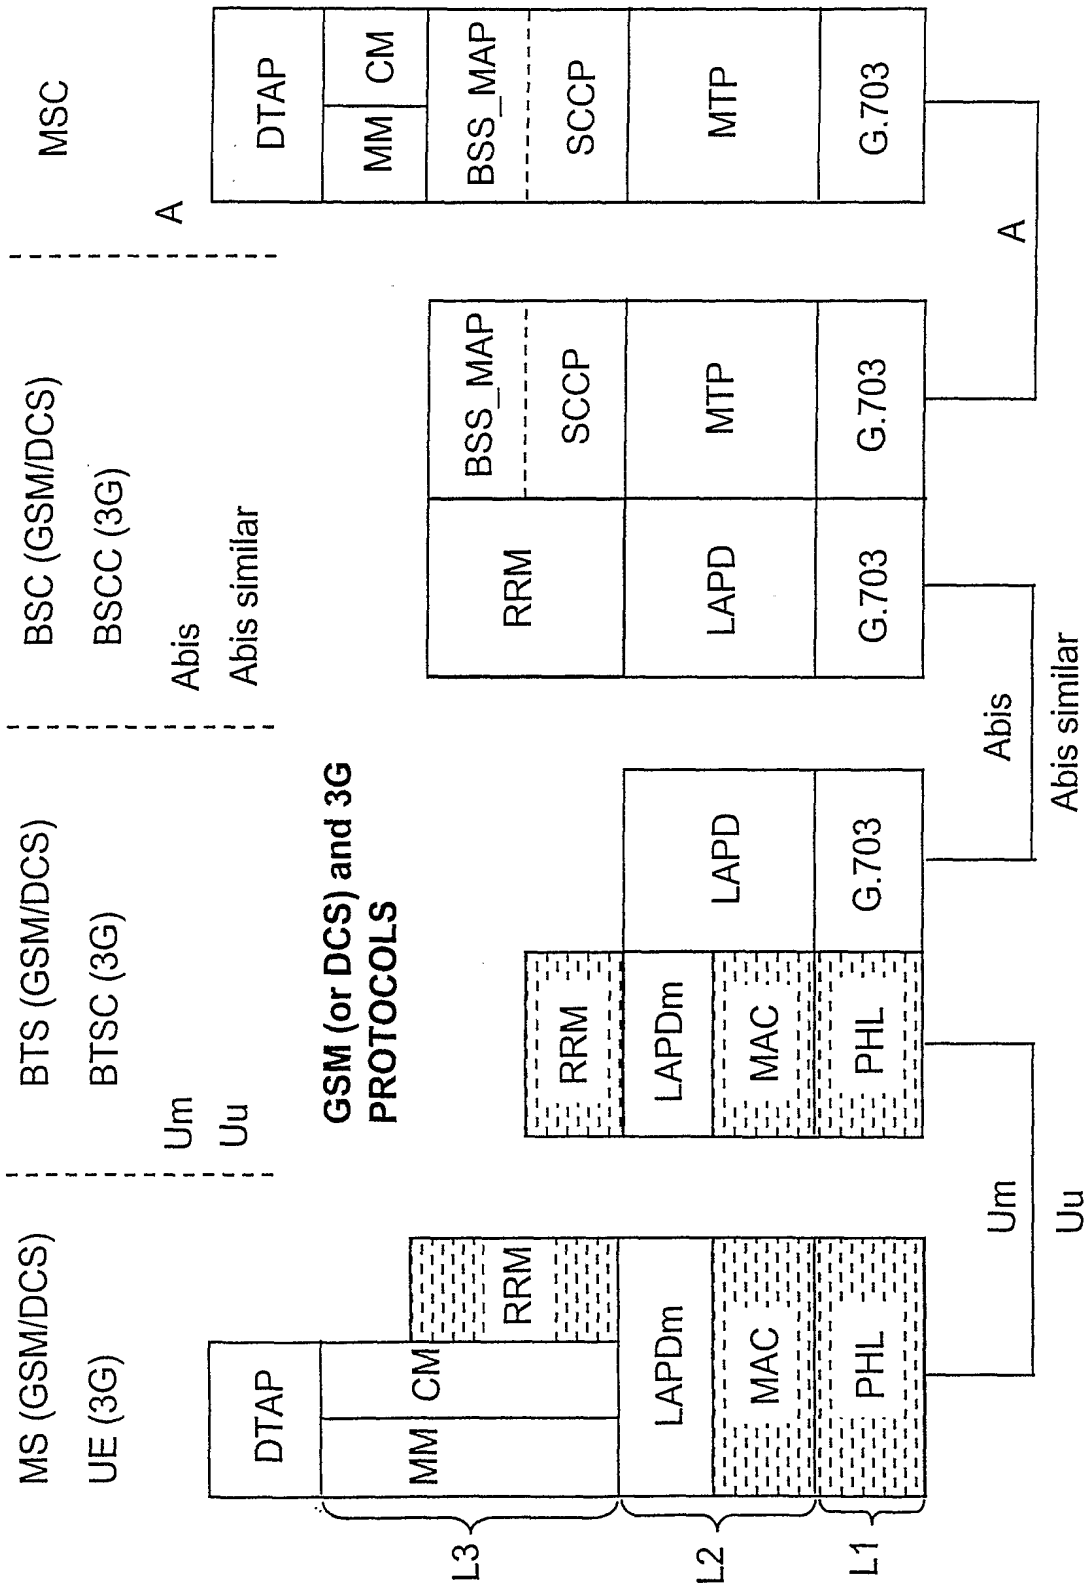 MS (GSM/DCS)
UE (3G)
Um
Uu
BTS (GSM/DCS)
BTSC (3G)
Abis
Abis similar
BSC (GSM/DCS)
BSCC (3G)
A
MSC
GSM (or DCS) and 3G
PROTOCOLS
L3
L2
L1
DTAP
MM
CM
RRM
LAPDm
MAC
PHL
RRM
LAPDm
MAC
PHL
LAPD
G.703
RRM
LAPD
G.703
BSS_MAP
SCCP
MTP
G.703
DTAP
MM
CM
BSS_MAP
SCCP
MTP
G.703
Um
Uu
Abis
Abis similar
A